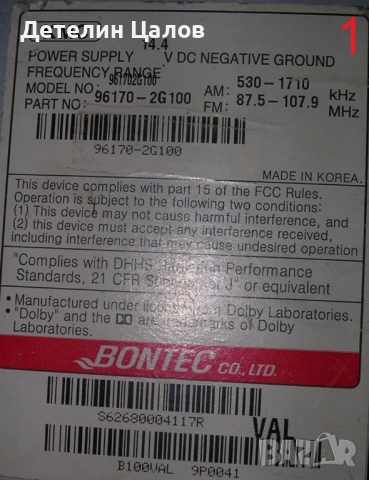 Детелин Цалов
1
14.4
POWER SUPPLY V DC NEGATIVE GROUND
FREQUENCY RANGE
961702G100
MODEL NO: 96170-2G100 AM: 530-1710 kHz
PART NO: FM: 87.5-107.9 MHz
96170-2G100
MADE IN KOREA.
This device complies with part 15 of the FCC Rules.
Operation is subject to the following two conditions:
(1) This device may not cause harmful interference, and
(2) this device must accept any interference received,
including interference that may cause undesired operation
"Complies with DHHS Performance
Standards, 21 CFR or equivalent
• Manufactured under from Dolby Laboratories.
• "Dolby" and the are of Dolby
Laboratories.
BONTEC CO., LTD.
S62680004117R
VAL
B100VAL 9P0041
bazar